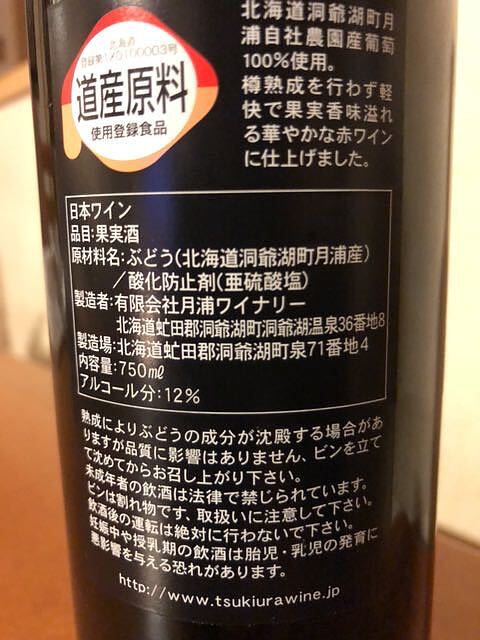 北海道
登録第170100003号
道産原料
使用登録食品
北海道洞爺湖町月
浦自社農園産葡萄
100%使用。
樽熟成を行わず軽
快で果実香味溢れ
る華やかな赤ワイン
に仕上げました。
日本ワイン
品目:果実酒
原材料名:ぶどう(北海道洞爺湖町月浦産)
/酸化防止剤(亜硫酸塩)
製造者:有限会社月浦ワイナリー
北海道虻田郡洞爺湖町洞爺湖温泉36番地8
製造場:北海道虻田郡洞爺湖町泉71番地4
内容量:750㎖
アルコール分:12%
熟成によりぶどうの成分が沈殿する場合があ
りますが品質に影響はありません、ビンを立て
て沈めてからお召し上がり下さい。
未成年者の飲酒は法律で禁じられています。
ビンは割れ物です、取扱いに注意して下さい。
飲酒後の運転は絶対に行わないで下さい。
妊娠中や授乳期の飲酒は胎児・乳児の発育に
悪影響を与える恐れがあります。
http://www.tsukiurawine.jp